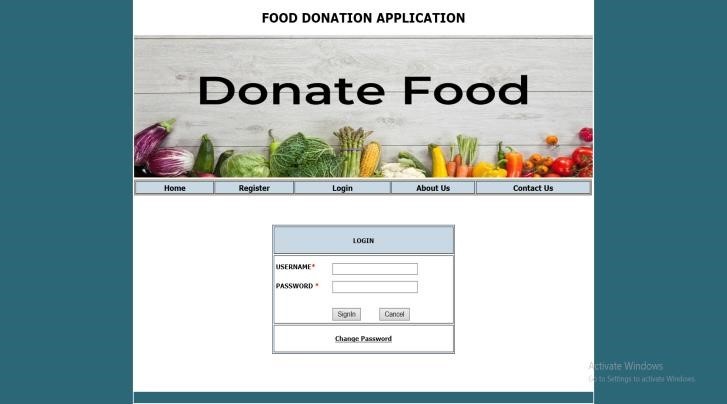 FOOD DONATION APPLICATION
Donate Food
Home Register Login About Us Contact Us
LOGIN
USERNAME*
PASSWORD *
SignIn Cancel
Change Password
Activate Windows
Go to Settings to activate Windows.